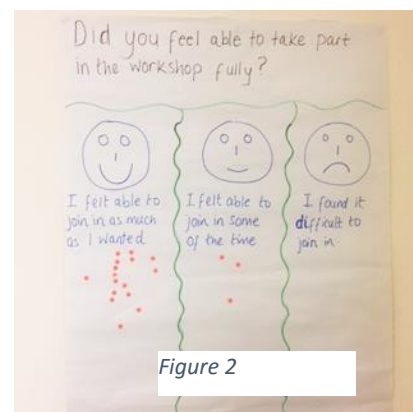 Did you feel able to take part
in the workshop fully?
I felt able to
join in as much
as I wanted
I felt able to
join in some
of the time
I found it
difficult to
join in
Figure 2